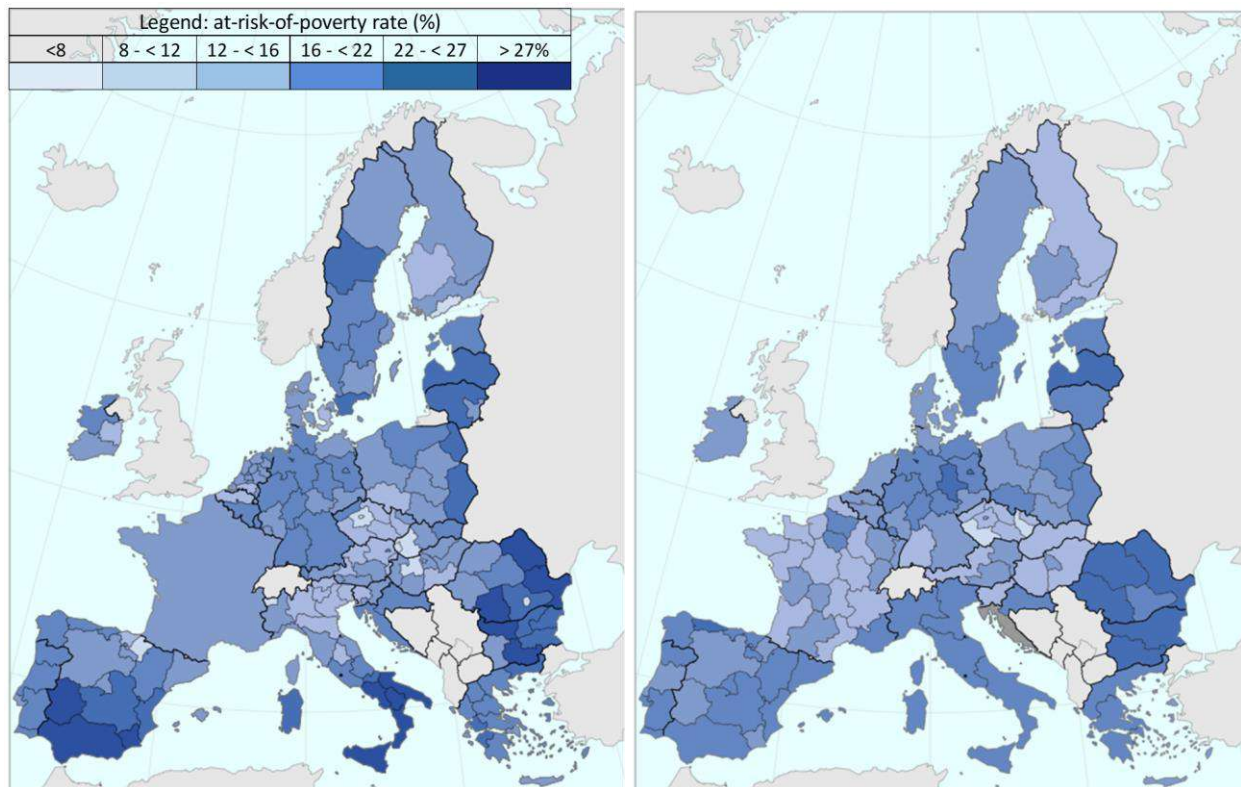 Legend: at-risk-of-poverty rate (%)
<8 8 - < 12 12 - < 16 16 - < 22 22 - < 27 > 27%